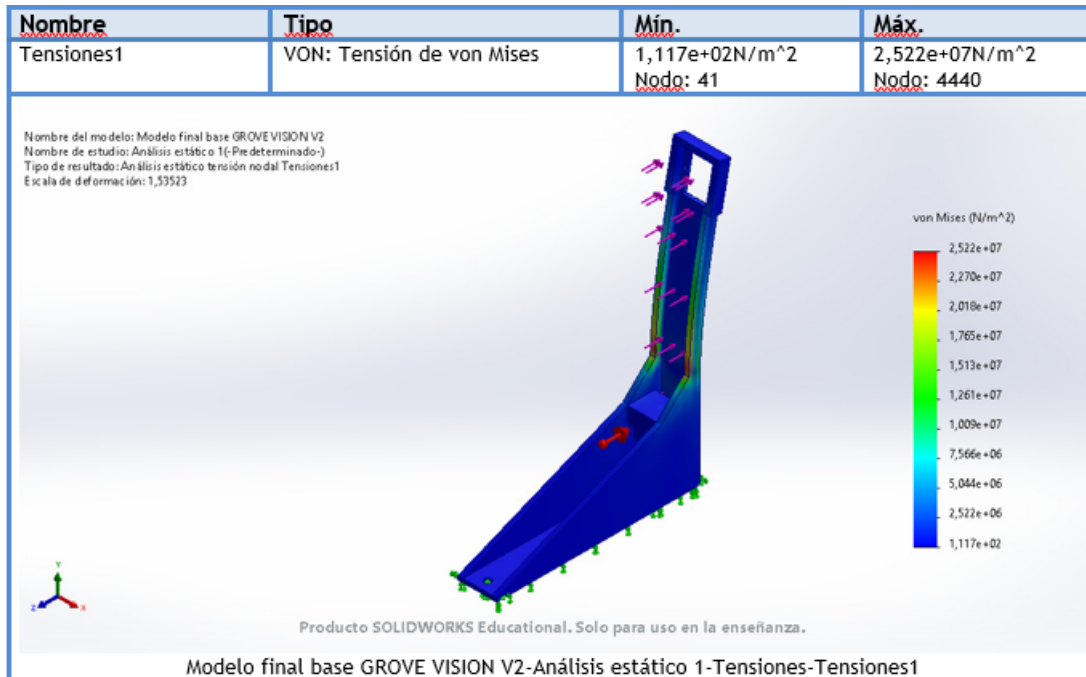 Nombre Tipo Mín. Máx.
Tensiones1 VON: Tensión de von Mises 1,117e+02N/m^2 2,522e+07N/m^2
Nodo: 41 Nodo: 4440
Nombre del modelo: Modelo final base GROVE VISION V2
Nombre de estudio: Análisis estático 1(-Predeterminado-)
Tipo de resultado: Análisis estático tensión nodal Tensiones1
Escala de deformación: 1,53523
von Mises (N/m^2)
2,522e+07
2,270e+07
2,018e+07
1,765e+07
1,513e+07
1,261e+07
1,009e+07
7,566e+06
5,044e+06
2,522e+06
1,117e+02
Y
Z X
Producto SOLIDWORKS Educational. Solo para uso en la enseñanza.
Modelo final base GROVE VISION V2-Análisis estático 1-Tensiones-Tensiones1